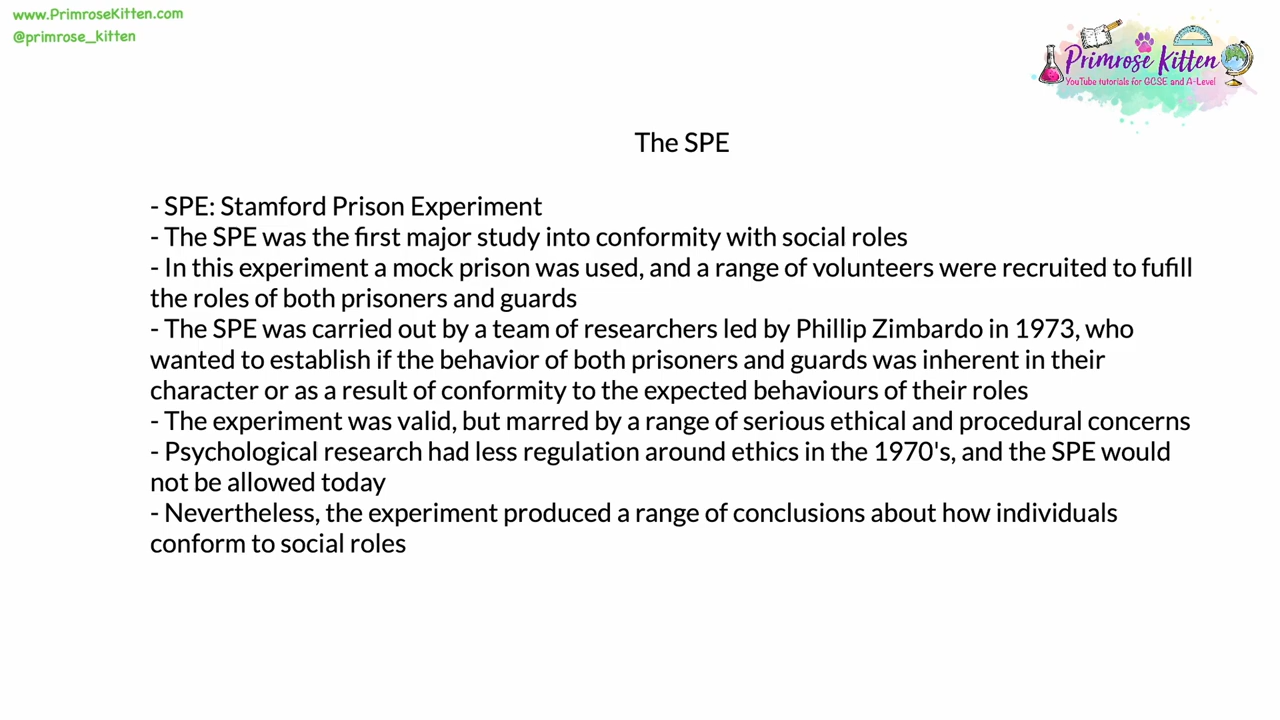 www.PrimroseKitten.com
@primrose_kitten
Primrose Kitten
YouTube tutorials for GCSE and A-Level
The SPE
- SPE: Stamford Prison Experiment
- The SPE was the first major study into conformity with social roles
- In this experiment a mock prison was used, and a range of volunteers were recruited to fufill
the roles of both prisoners and guards
- The SPE was carried out by a team of researchers led by Phillip Zimbardo in 1973, who
wanted to establish if the behavior of both prisoners and guards was inherent in their
character or as a result of conformity to the expected behaviours of their roles
- The experiment was valid, but marred by a range of serious ethical and procedural concerns
- Psychological research had less regulation around ethics in the 1970's, and the SPE would
not be allowed today
- Nevertheless, the experiment produced a range of conclusions about how individuals
conform to social roles